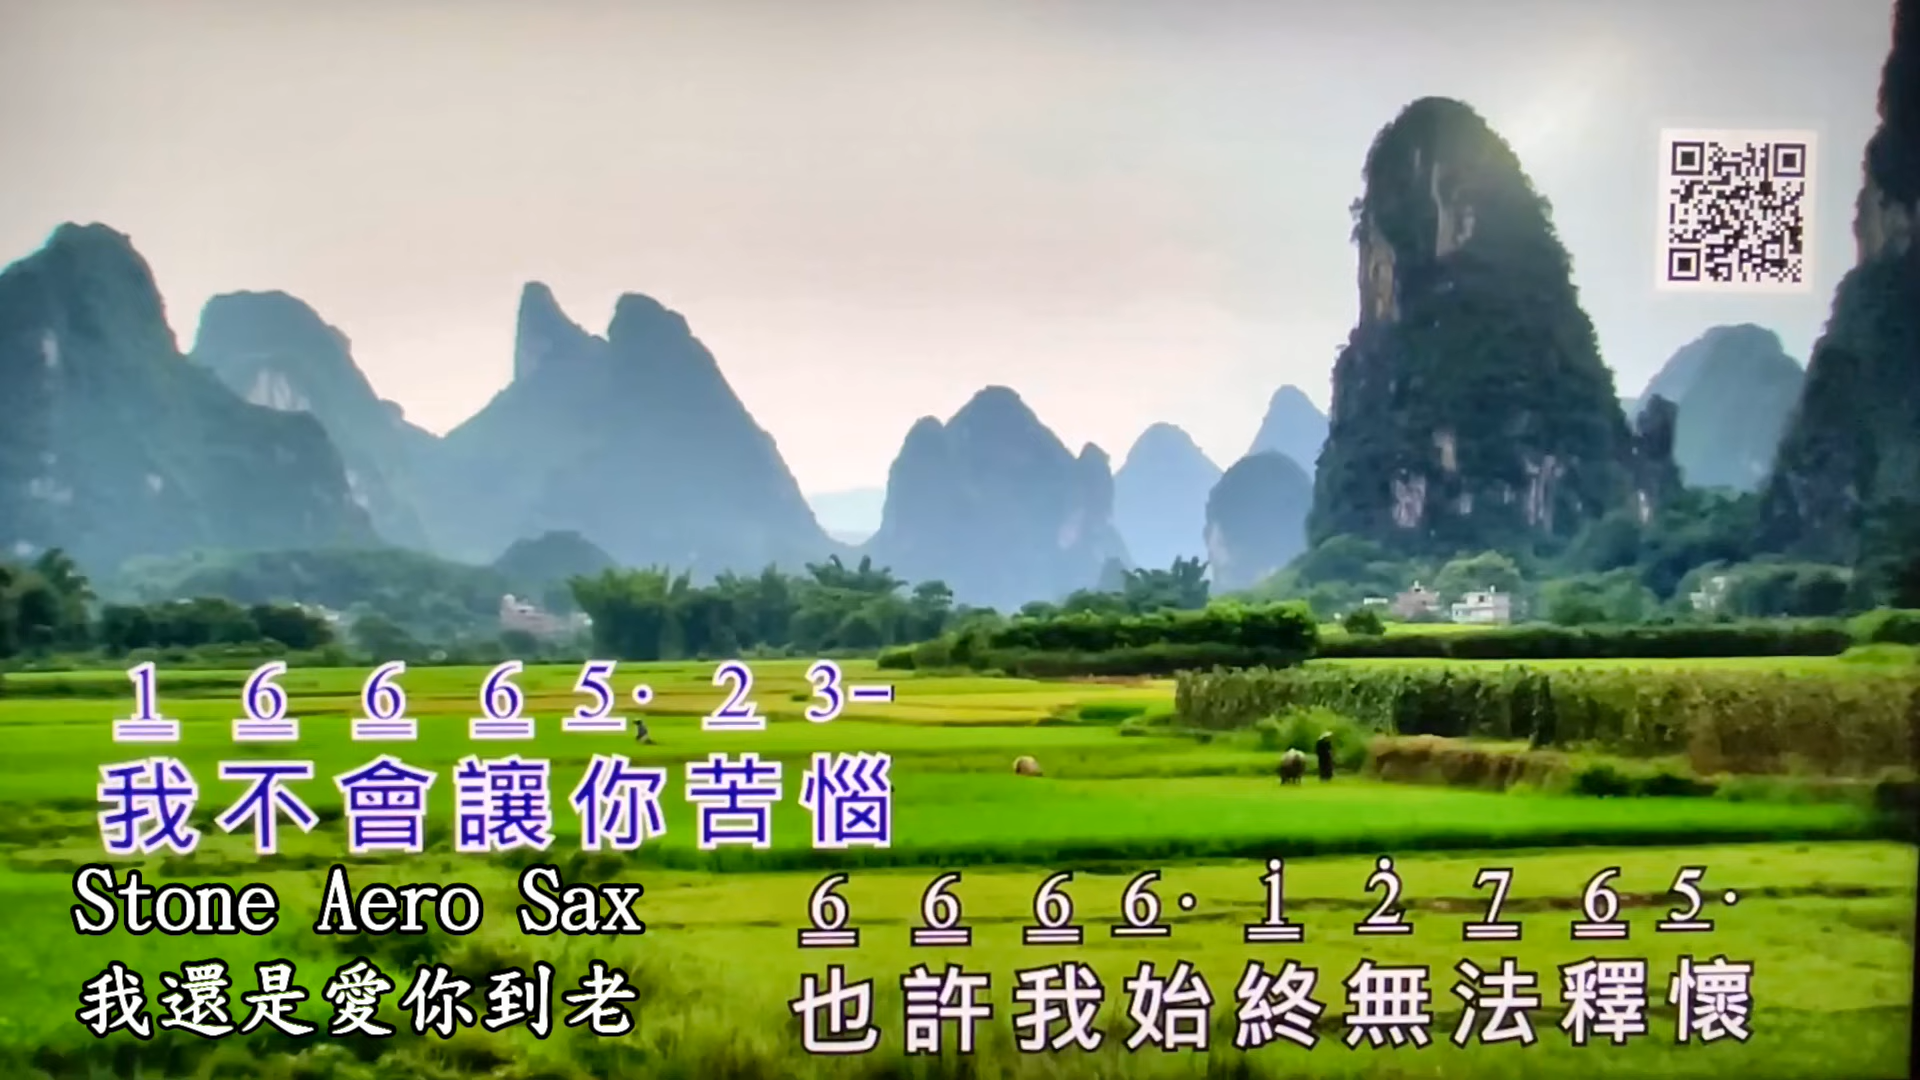 1 6 6 6 5· 2 3−
我不會讓你苦惱
Stone Aero Sax
我還是愛你到老
6 6 6 6· 1̇ 2̇ 7 6 5·
也許我始終無法釋懷